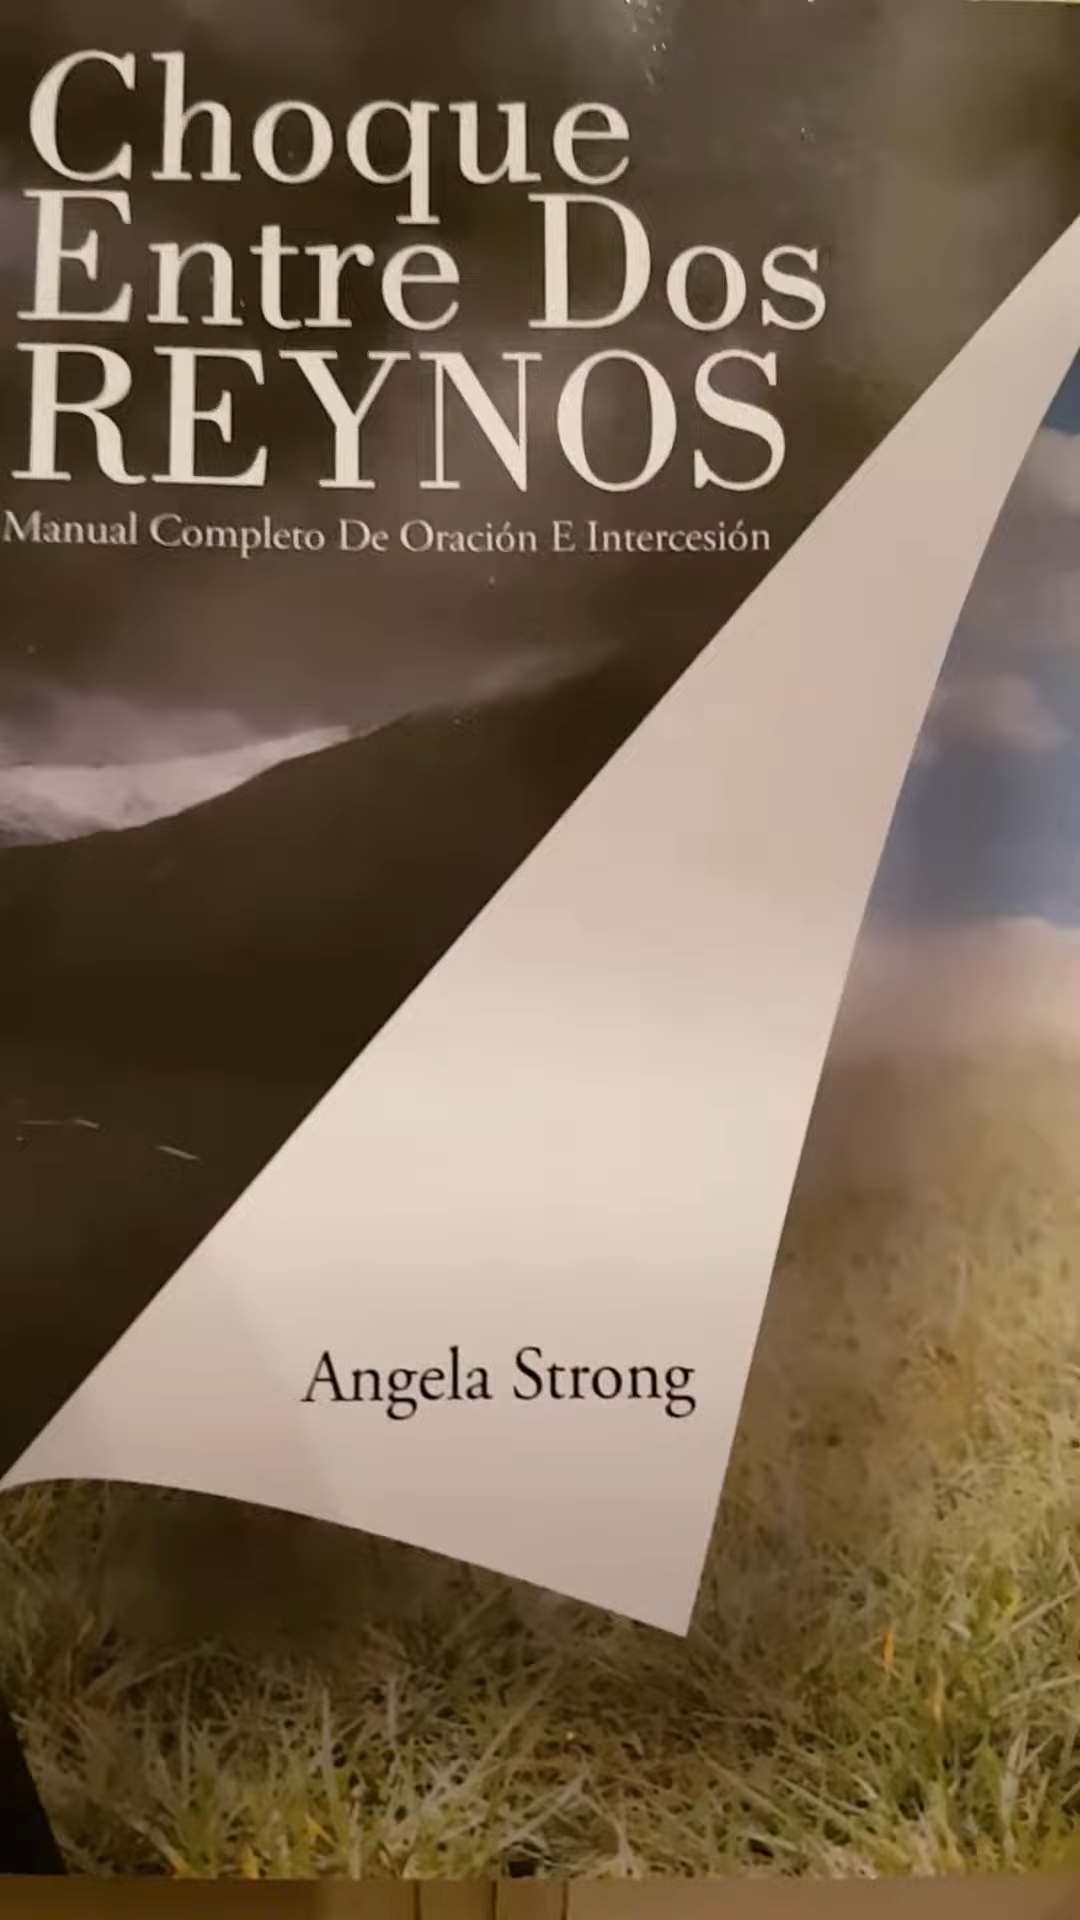 Choque
Entre Dos
REYNOS
Manual Completo De Oración E Intercesión
Angela Strong